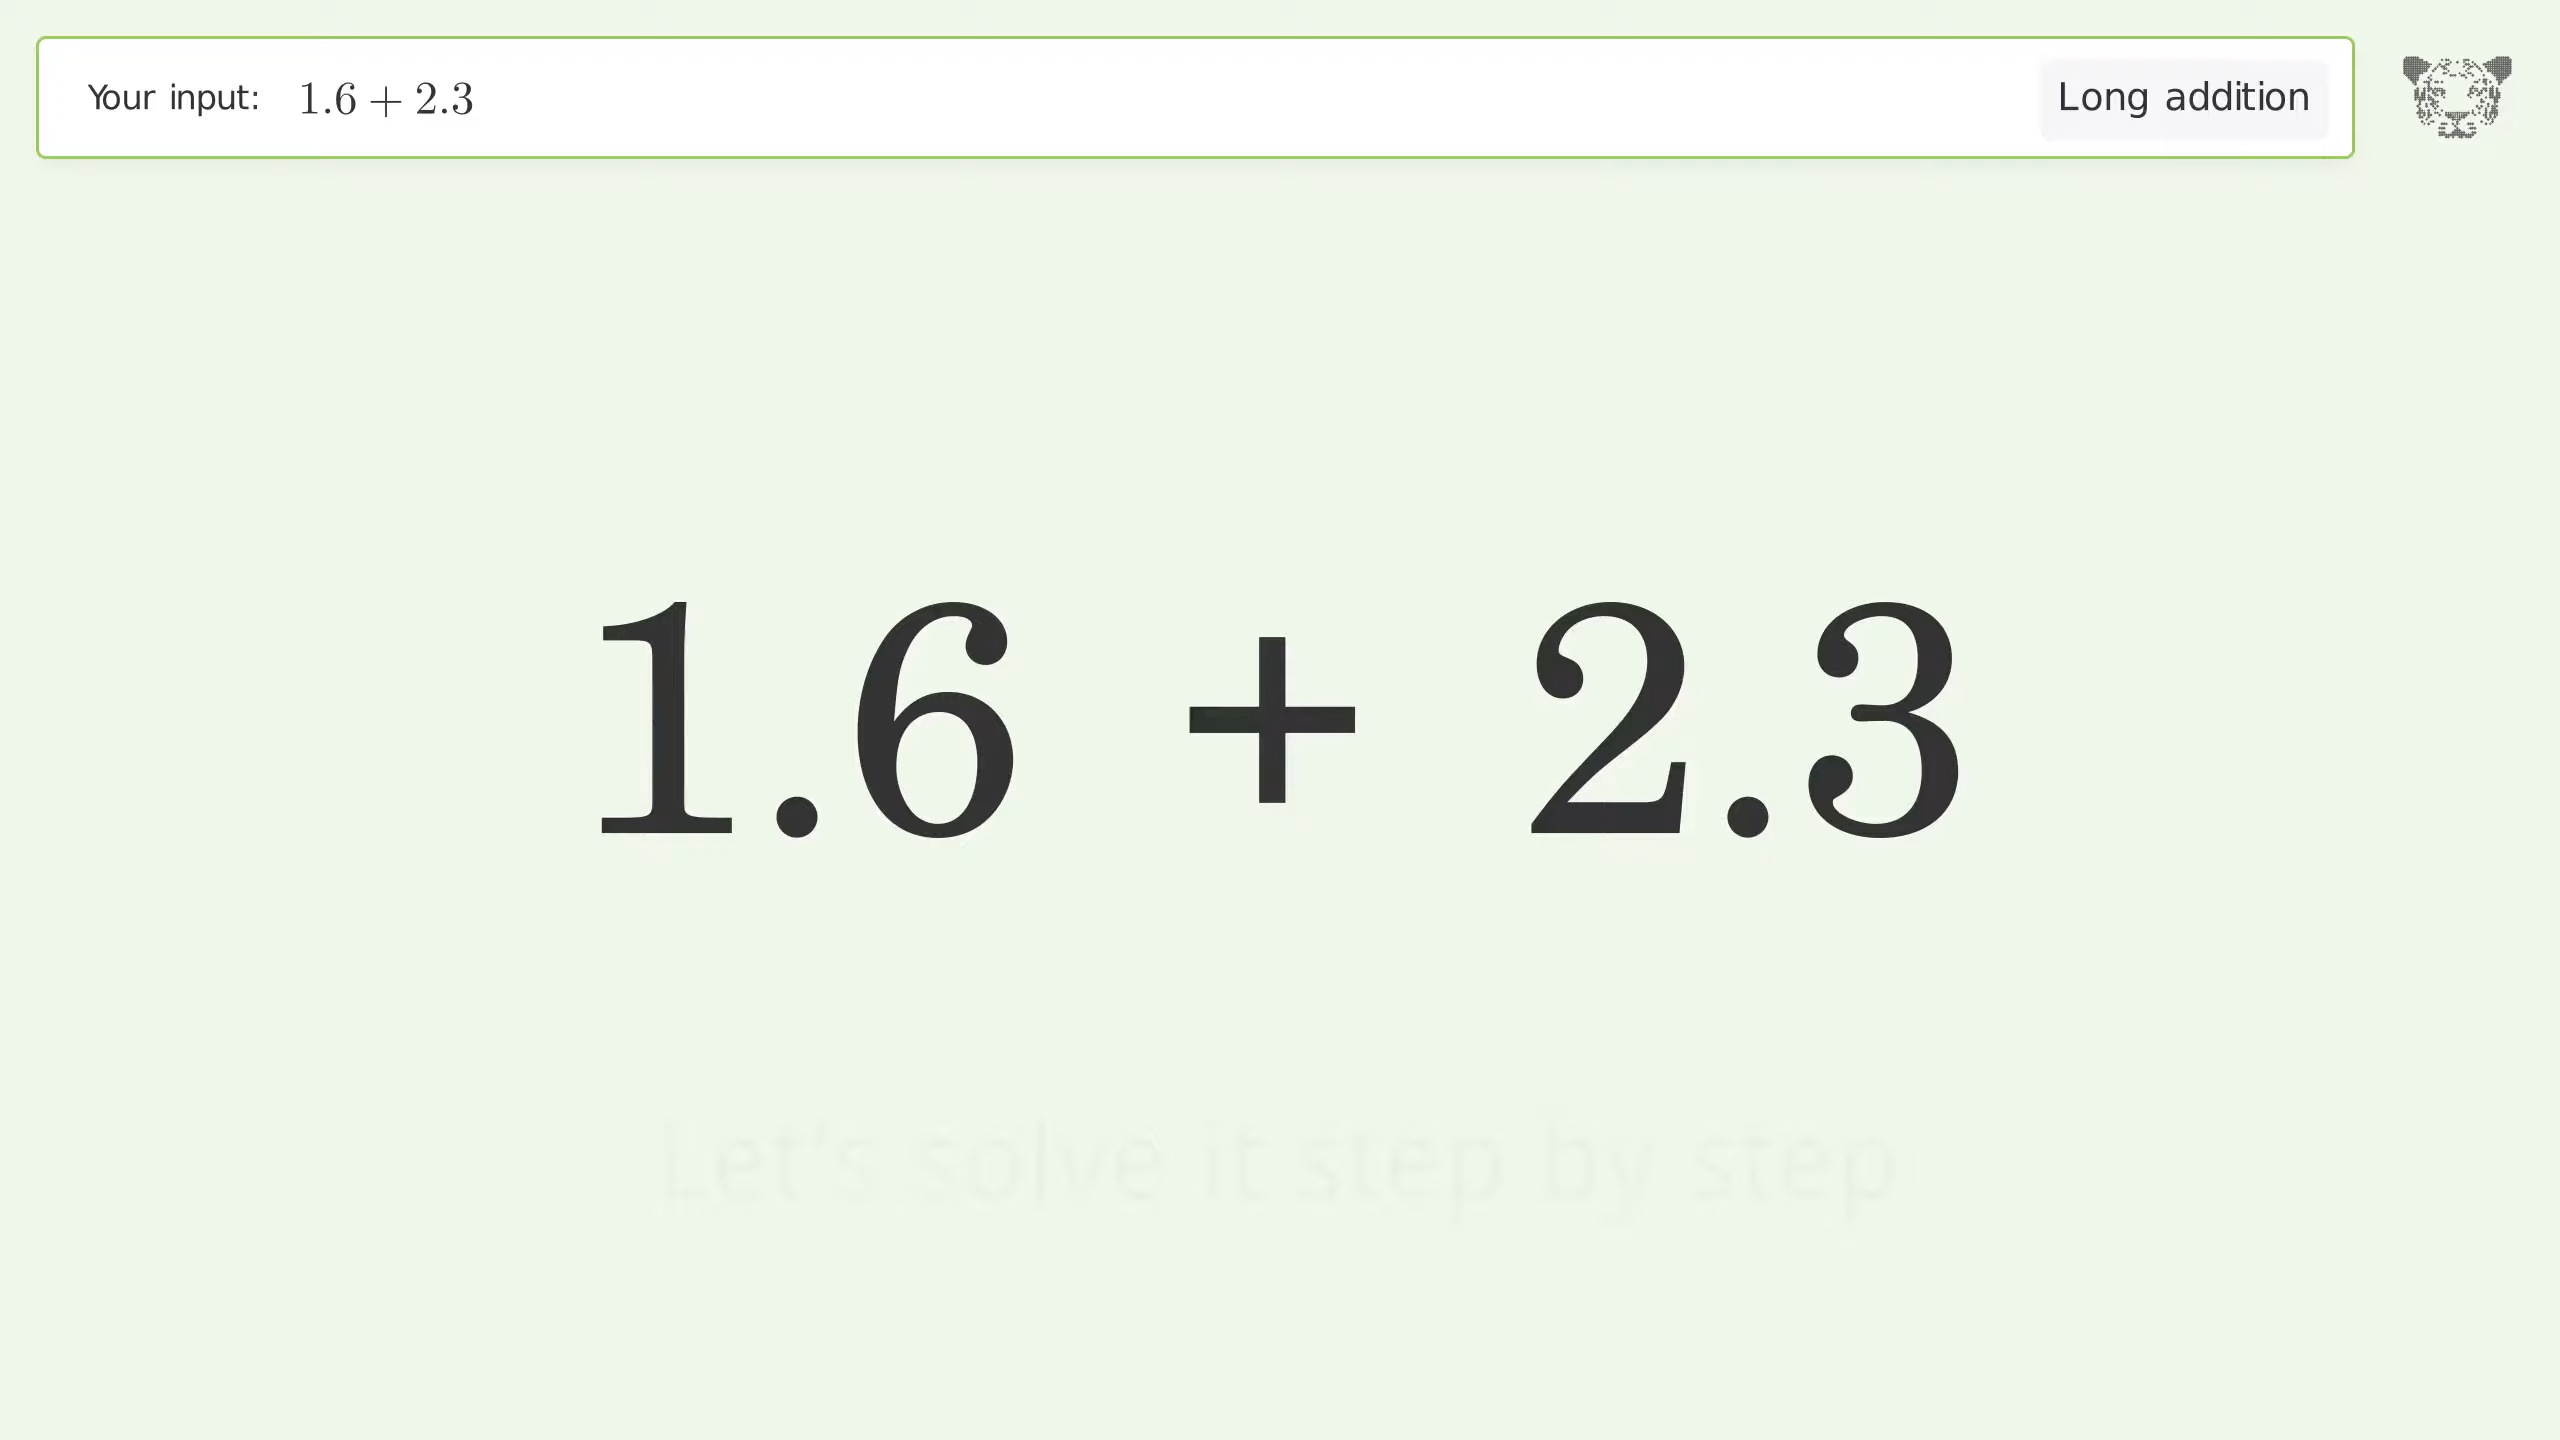 Your input: 1.6 + 2.3 Long addition
1.6 + 2.3
Let's solve it step by step